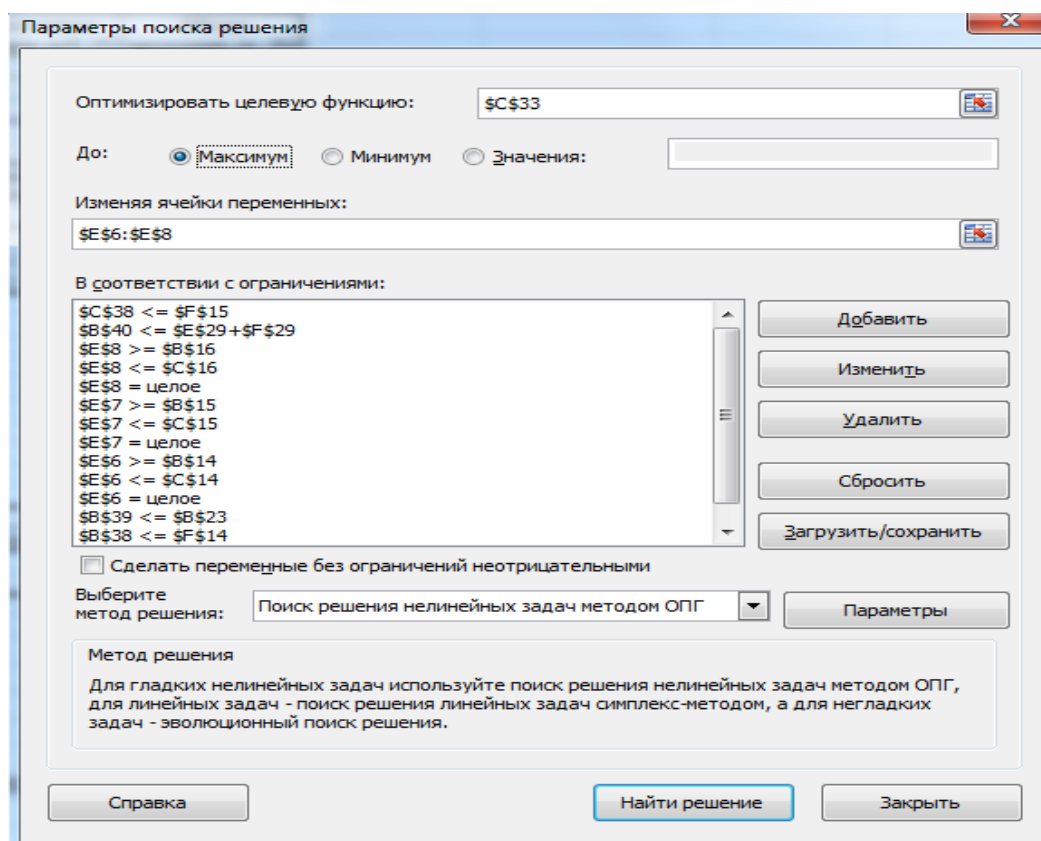 Параметры поиска решения
X
Оптимизировать целевую функцию:
$C$33
До:
Максимум
Минимум
Значения:
Изменяя ячейки переменных:
$E$6:$E$8
В соответствии с ограничениями:
$C$38 <= $F$15
$B$40 <= $E$29+$F$29
$E$8 >= $B$16
$E$8 <= $C$16
$E$8 = целое
$E$7 >= $B$15
$E$7 <= $C$15
$E$7 = целое
$E$6 >= $B$14
$E$6 <= $C$14
$E$6 = целое
$B$39 <= $B$23
$B$38 <= $F$14
Добавить
Изменить
Удалить
Сбросить
Загрузить/сохранить
Сделать переменные без ограничений неотрицательными
Выберите
метод решения:
Поиск решения нелинейных задач методом ОПГ
Параметры
Метод решения
Для гладких нелинейных задач используйте поиск решения нелинейных задач методом ОПГ,
для линейных задач - поиск решения линейных задач симплекс-методом, а для негладких
задач - эволюционный поиск решения.
Справка
Найти решение
Закрыть